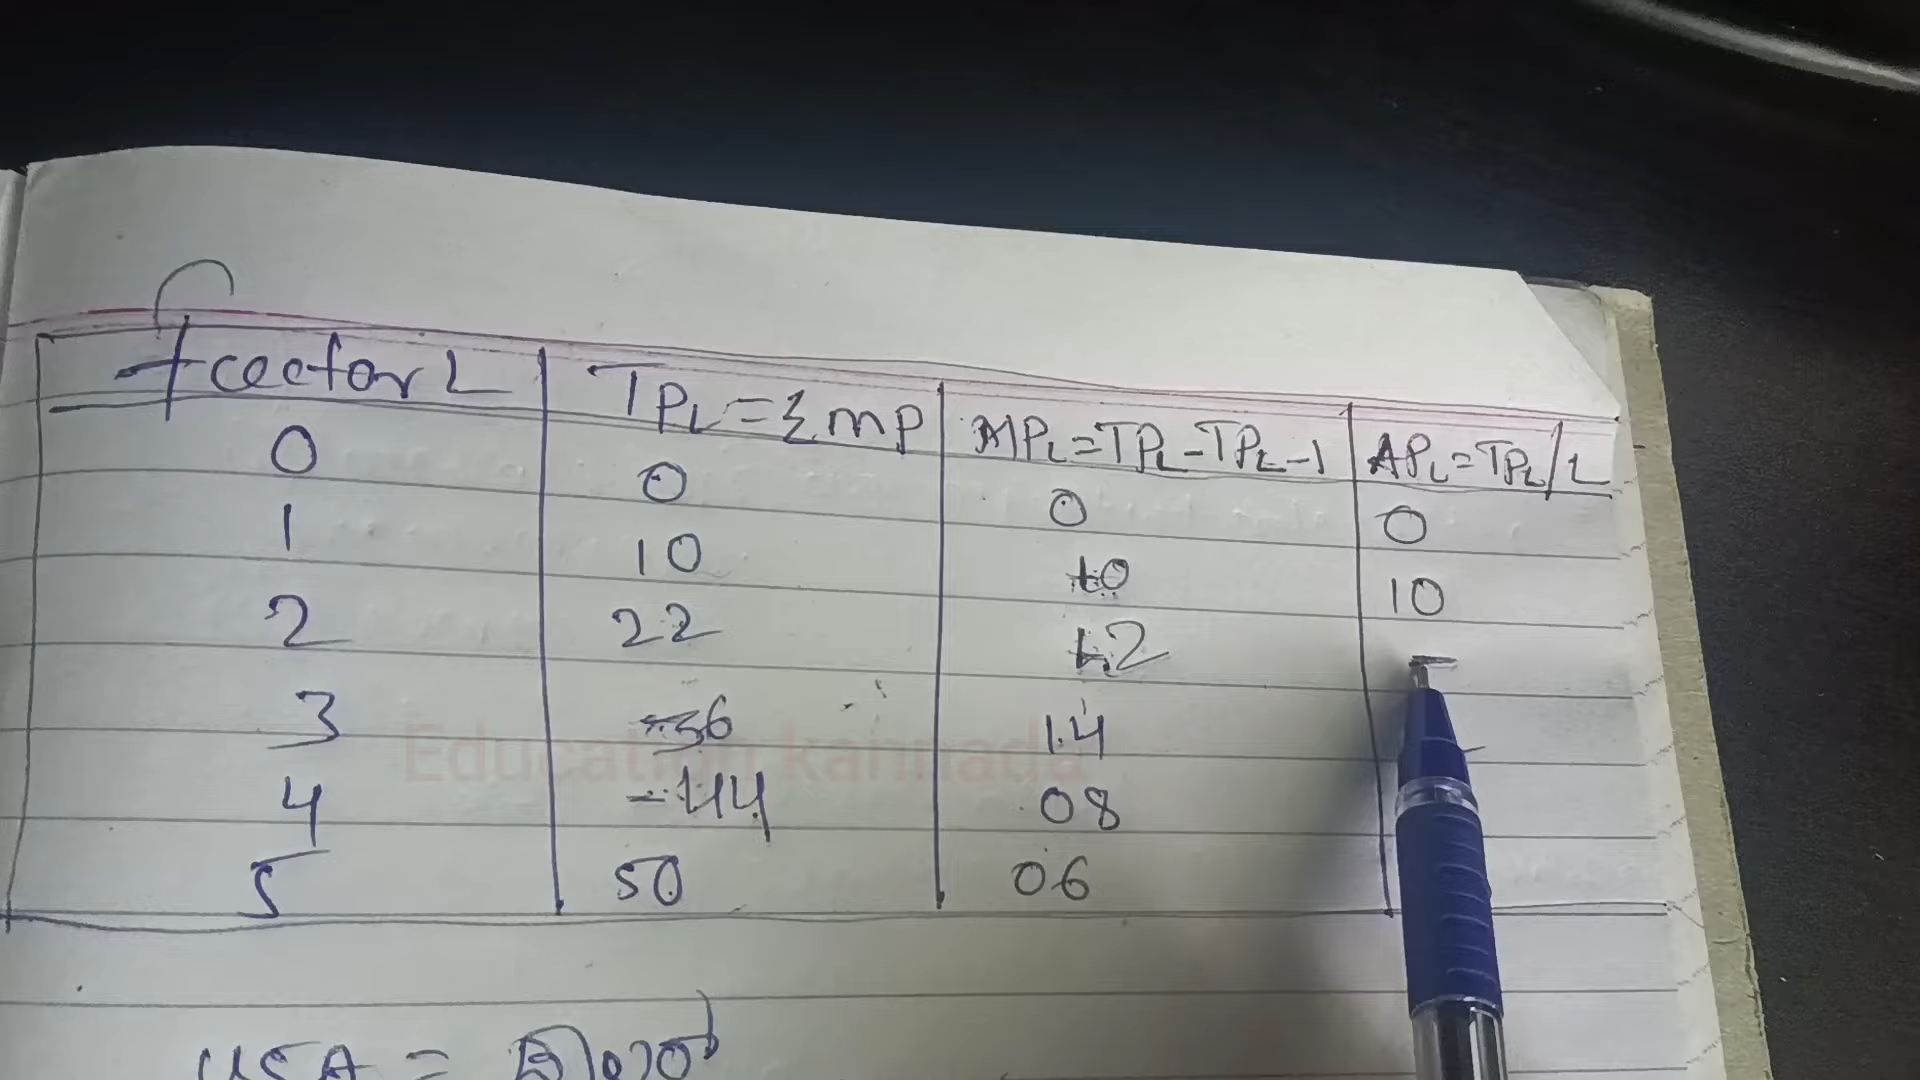 factor L TPL=Σmp MPL=TPL-TPL-1 APL=TPL/L
0 0 0 0
1 10 10 10
2 22 12 -
3 -36 14
4 -44 08
5 50 06
Education kannada
USA =